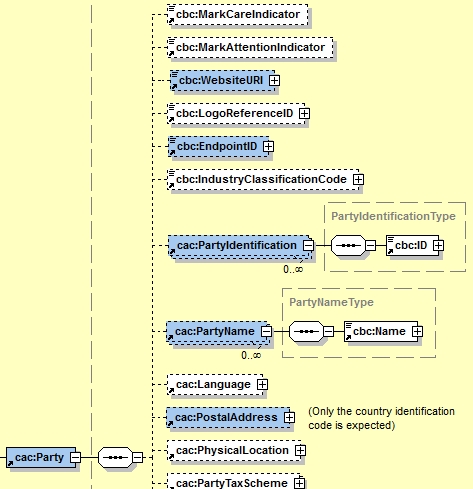 cbc:MarkCareIndicator
cbc:MarkAttentionIndicator
cbc:WebsiteURI
cbc:LogoReferenceID
cbc:EndpointID
cbc:IndustryClassificationCode
PartyIdentificationType
cac:PartyIdentification
cbc:ID
0..∞
PartyNameType
cac:PartyName
cbc:Name
0..∞
cac:Language
cac:PostalAddress
(Only the country identification
code is expected)
cac:Party
cac:PhysicalLocation
cac:PartyTaxScheme